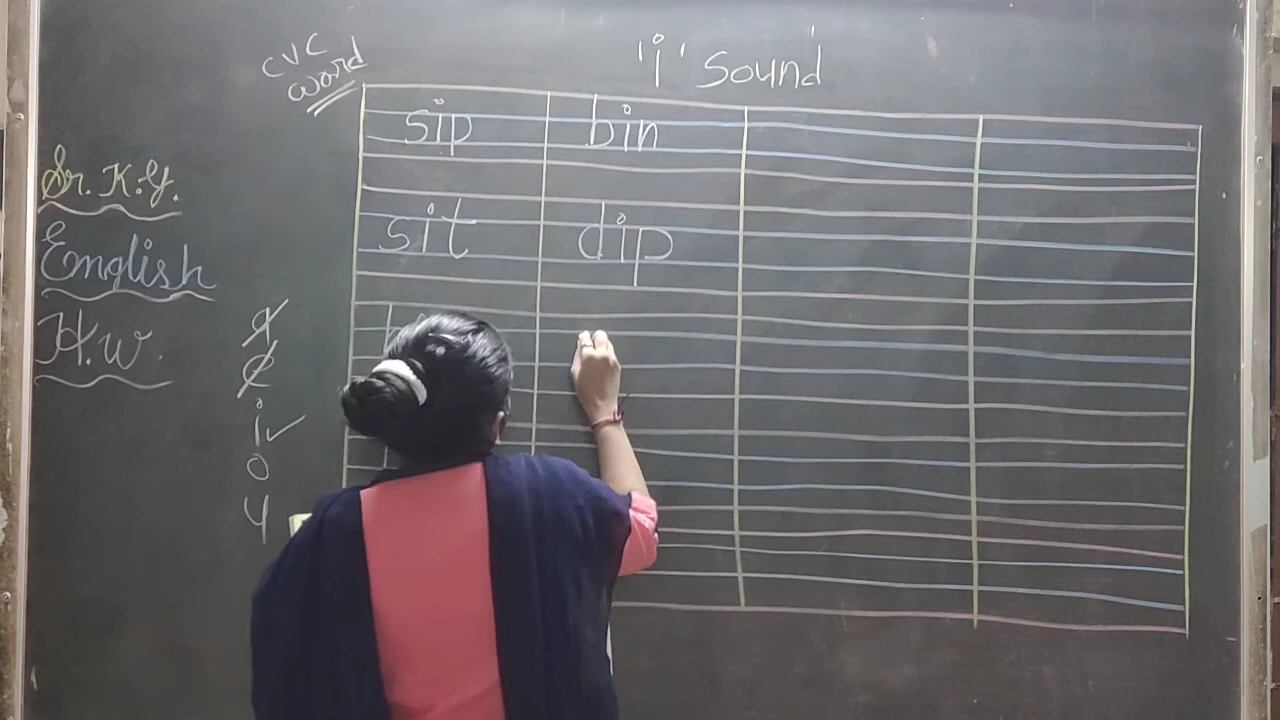 CVC
word
'i' Sound
sip bin
sit dip
Sr. K.G.
English
H.W.
a
e
i
o
u